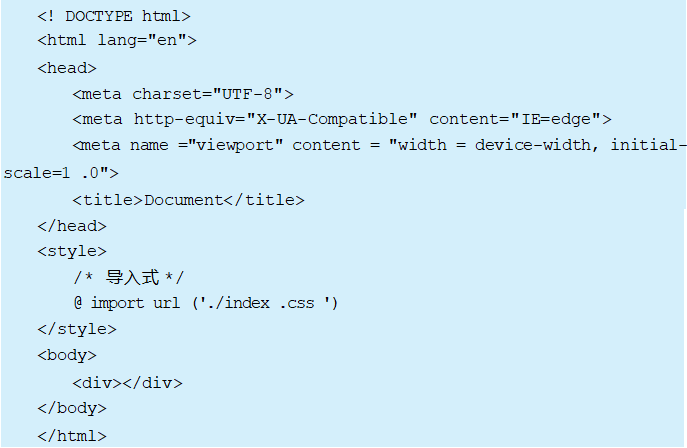 <! DOCTYPE html>
<html lang="en">
<head>
<meta charset="UTF-8">
<meta http-equiv="X-UA-Compatible" content="IE=edge">
<meta name ="viewport" content = "width = device-width, initial-
scale=1 .0">
<title>Document</title>
</head>
<style>
/* 导入式 */
@ import url ('./index .css ')
</style>
<body>
<div></div>
</body>
</html>